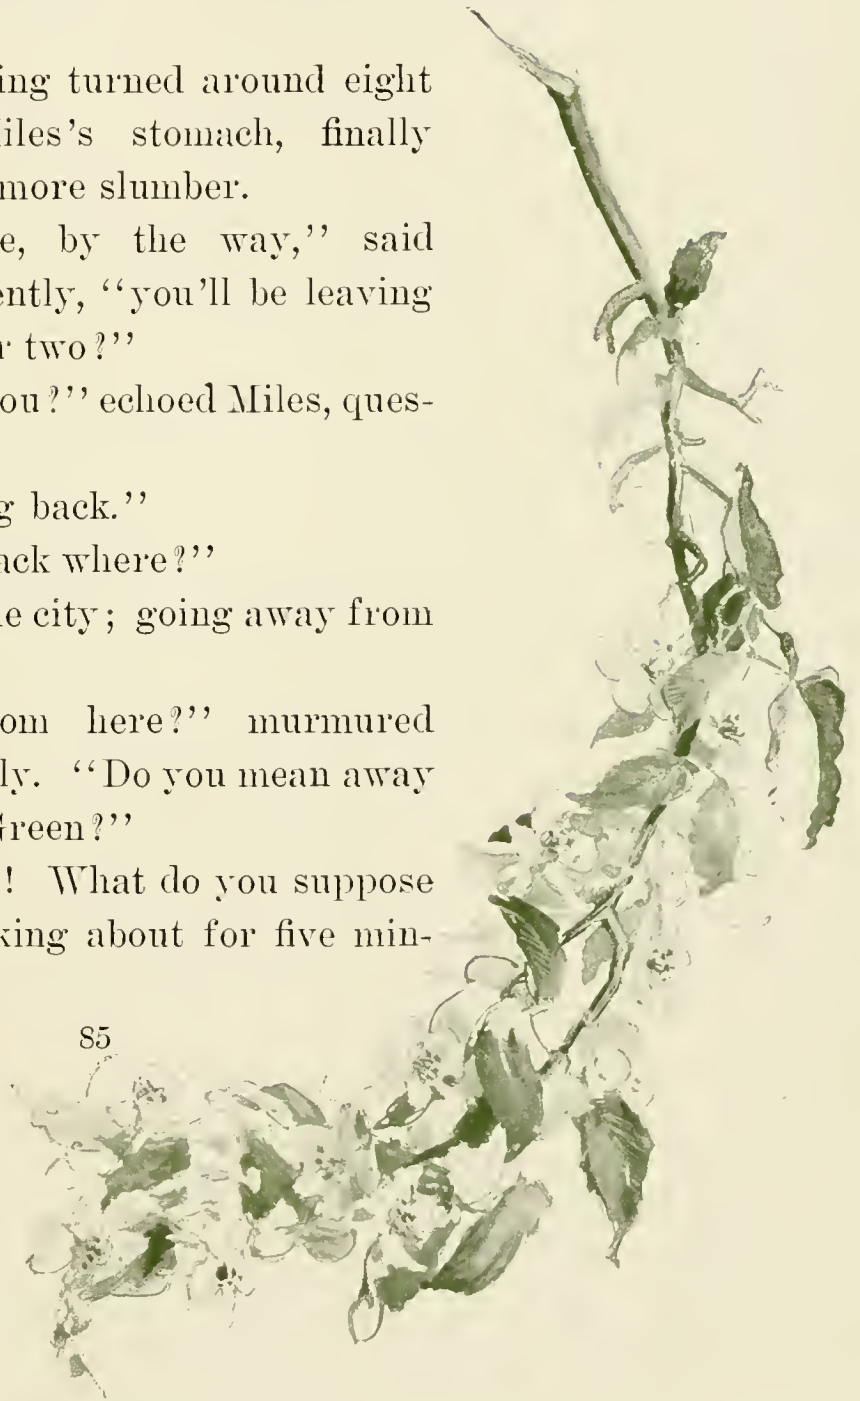 ing turned around eight
iles's stomach, finally
more slumber.
e, by the way,'' said
ently, ''you'll be leaving
r two?''
ou?'' echoed Miles, ques-
g back.''
ack where?''
e city; going away from
om here?'' murmured
ly. ''Do you mean away
Green?''
! What do you suppose
king about for five min-
85